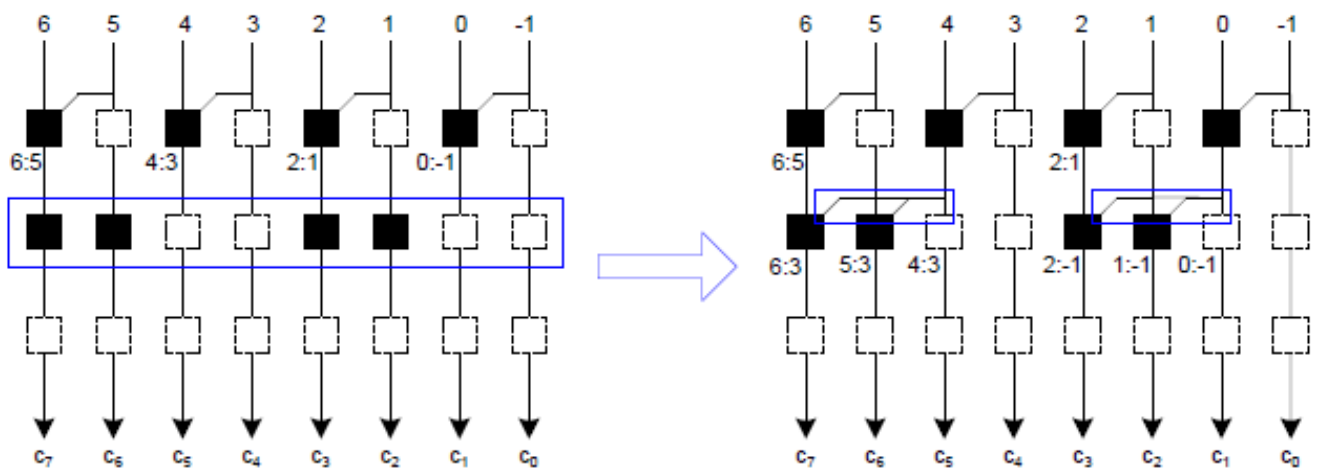 6 5 4 3 2 1 0 -1
6:5 4:3 2:1 0:-1
c₇ c₆ c₅ c₄ c₃ c₂ c₁ c₀
6 5 4 3 2 1 0 -1
6:5 2:1
6:3 5:3 4:3 2:-1 1:-1 0:-1
c₇ c₆ c₅ c₄ c₃ c₂ c₁ c₀